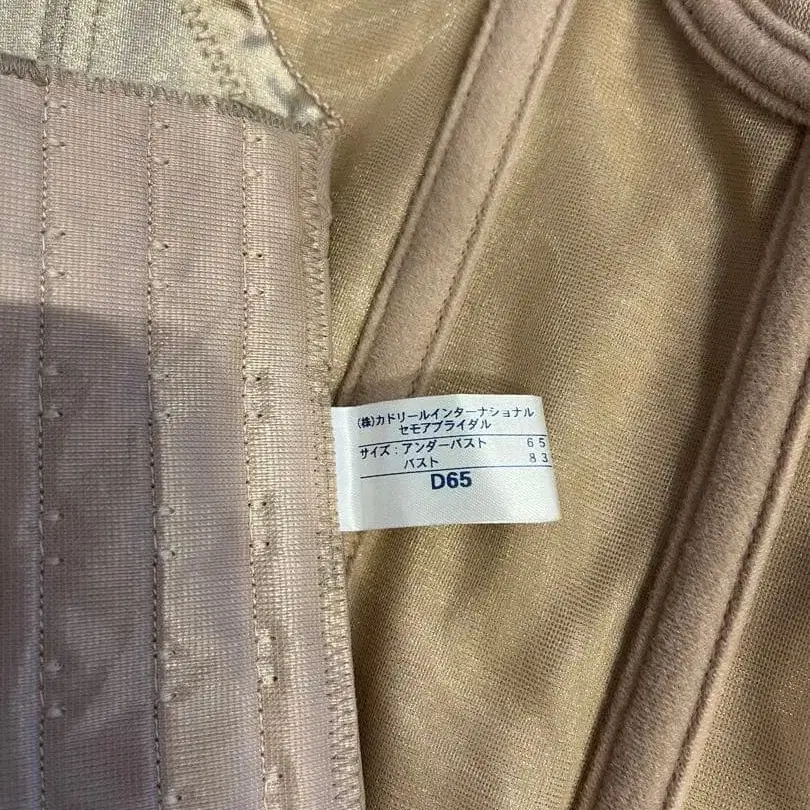 (株)カドリールインターナショナル
セモアブライダル
サイズ:アンダーバスト 65
バスト 83
D65